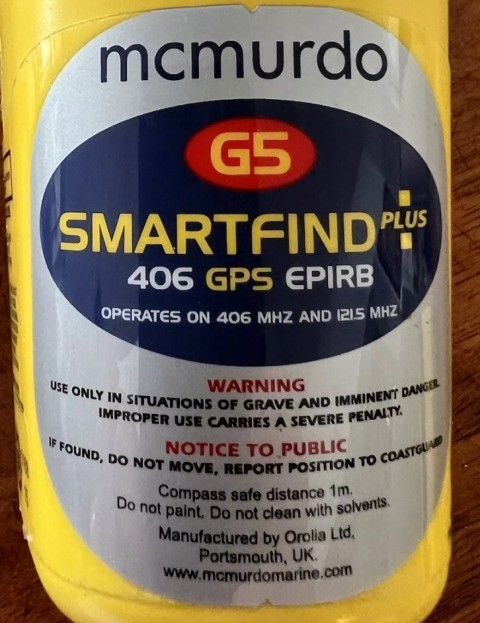 mcmurdo
G5
SMARTFIND PLUS
406 GPS EPIRB
OPERATES ON 406 MHZ AND 121.5 MHZ
WARNING
USE ONLY IN SITUATIONS OF GRAVE AND IMMINENT DANGER.
IMPROPER USE CARRIES A SEVERE PENALTY.
NOTICE TO PUBLIC
IF FOUND, DO NOT MOVE, REPORT POSITION TO COASTGUARD
Compass safe distance 1m.
Do not paint. Do not clean with solvents.
Manufactured by Orolia Ltd,
Portsmouth, UK.
www.mcmurdomarine.com